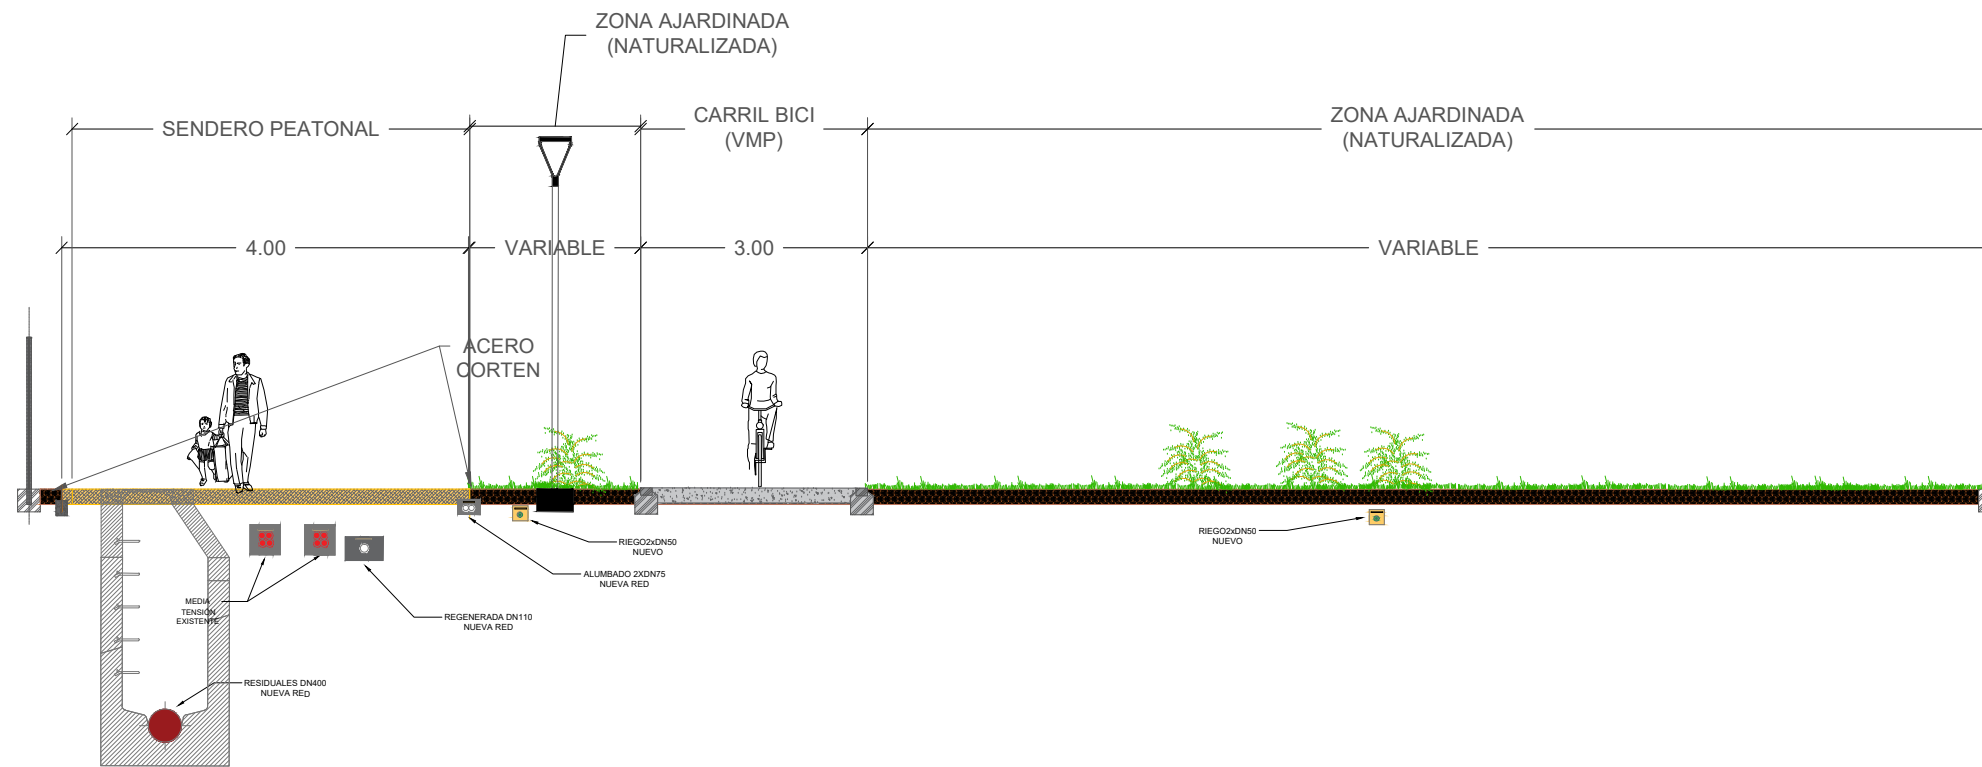 ZONA AJARDINADA
(NATURALIZADA)
SENDERO PEATONAL
CARRIL BICI
(VMP)
ZONA AJARDINADA
(NATURALIZADA)
4.00
VARIABLE
3.00
VARIABLE
ACERO
CORTEN
RIEGO2xDN50
NUEVO
RIEGO2xDN50
NUEVO
ALUMBADO 2XDN75
NUEVA RED
MEDIA
TENSIÓN
EXISTENTE
REGENERADA DN110
NUEVA RED
RESIDUALES DN400
NUEVA RED